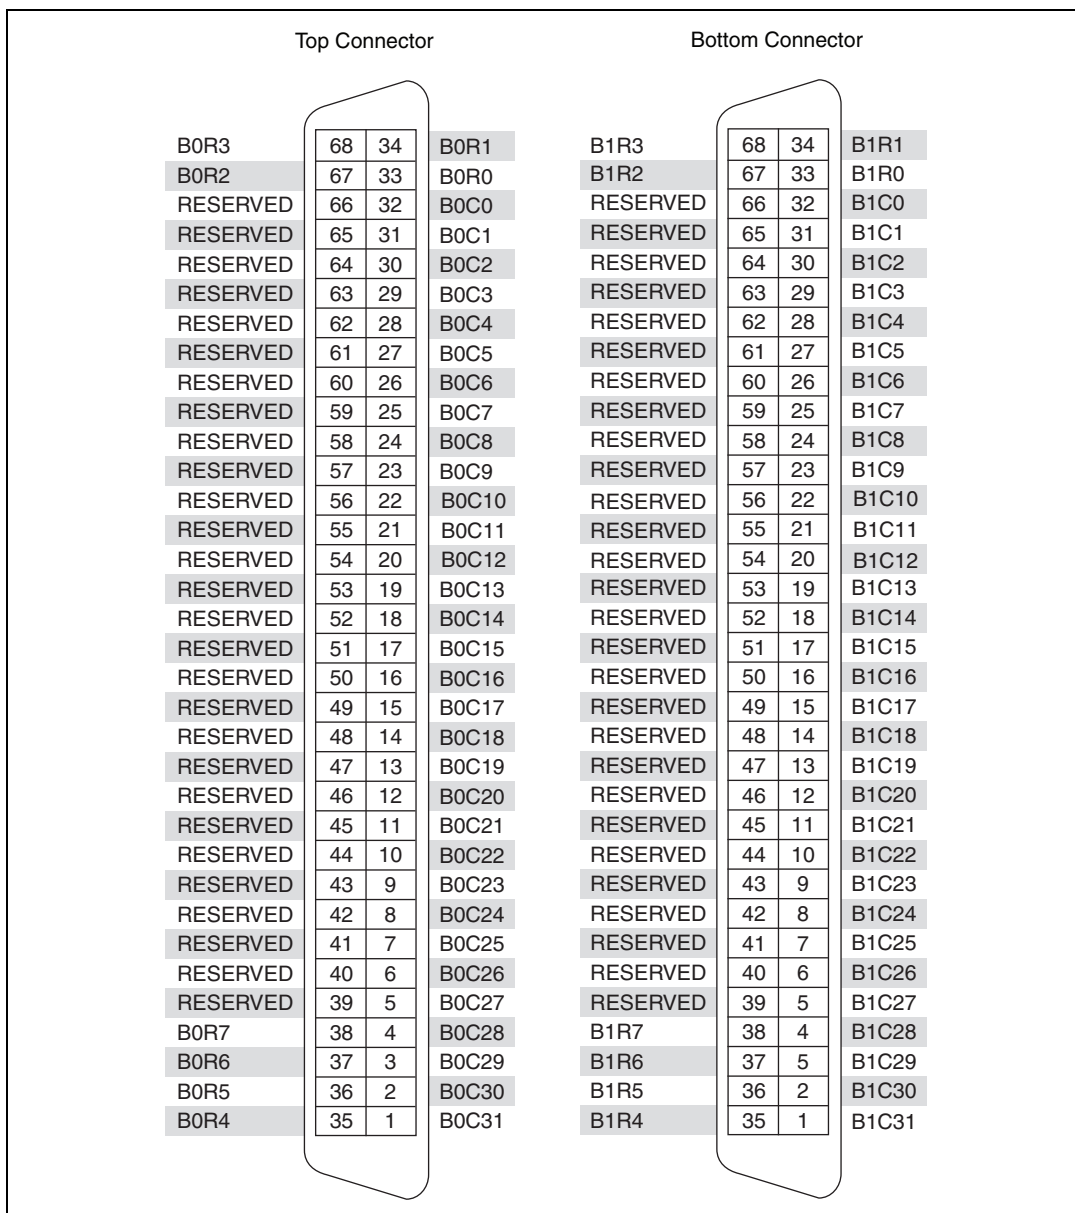 Top Connector Bottom Connector
B0R3 68 34 B0R1 B1R3 68 34 B1R1
B0R2 67 33 B0R0 B1R2 67 33 B1R0
RESERVED 66 32 B0C0 RESERVED 66 32 B1C0
RESERVED 65 31 B0C1 RESERVED 65 31 B1C1
RESERVED 64 30 B0C2 RESERVED 64 30 B1C2
RESERVED 63 29 B0C3 RESERVED 63 29 B1C3
RESERVED 62 28 B0C4 RESERVED 62 28 B1C4
RESERVED 61 27 B0C5 RESERVED 61 27 B1C5
RESERVED 60 26 B0C6 RESERVED 60 26 B1C6
RESERVED 59 25 B0C7 RESERVED 59 25 B1C7
RESERVED 58 24 B0C8 RESERVED 58 24 B1C8
RESERVED 57 23 B0C9 RESERVED 57 23 B1C9
RESERVED 56 22 B0C10 RESERVED 56 22 B1C10
RESERVED 55 21 B0C11 RESERVED 55 21 B1C11
RESERVED 54 20 B0C12 RESERVED 54 20 B1C12
RESERVED 53 19 B0C13 RESERVED 53 19 B1C13
RESERVED 52 18 B0C14 RESERVED 52 18 B1C14
RESERVED 51 17 B0C15 RESERVED 51 17 B1C15
RESERVED 50 16 B0C16 RESERVED 50 16 B1C16
RESERVED 49 15 B0C17 RESERVED 49 15 B1C17
RESERVED 48 14 B0C18 RESERVED 48 14 B1C18
RESERVED 47 13 B0C19 RESERVED 47 13 B1C19
RESERVED 46 12 B0C20 RESERVED 46 12 B1C20
RESERVED 45 11 B0C21 RESERVED 45 11 B1C21
RESERVED 44 10 B0C22 RESERVED 44 10 B1C22
RESERVED 43 9 B0C23 RESERVED 43 9 B1C23
RESERVED 42 8 B0C24 RESERVED 42 8 B1C24
RESERVED 41 7 B0C25 RESERVED 41 7 B1C25
RESERVED 40 6 B0C26 RESERVED 40 6 B1C26
RESERVED 39 5 B0C27 RESERVED 39 5 B1C27
B0R7 38 4 B0C28 B1R7 38 4 B1C28
B0R6 37 3 B0C29 B1R6 37 5 B1C29
B0R5 36 2 B0C30 B1R5 36 2 B1C30
B0R4 35 1 B0C31 B1R4 35 1 B1C31